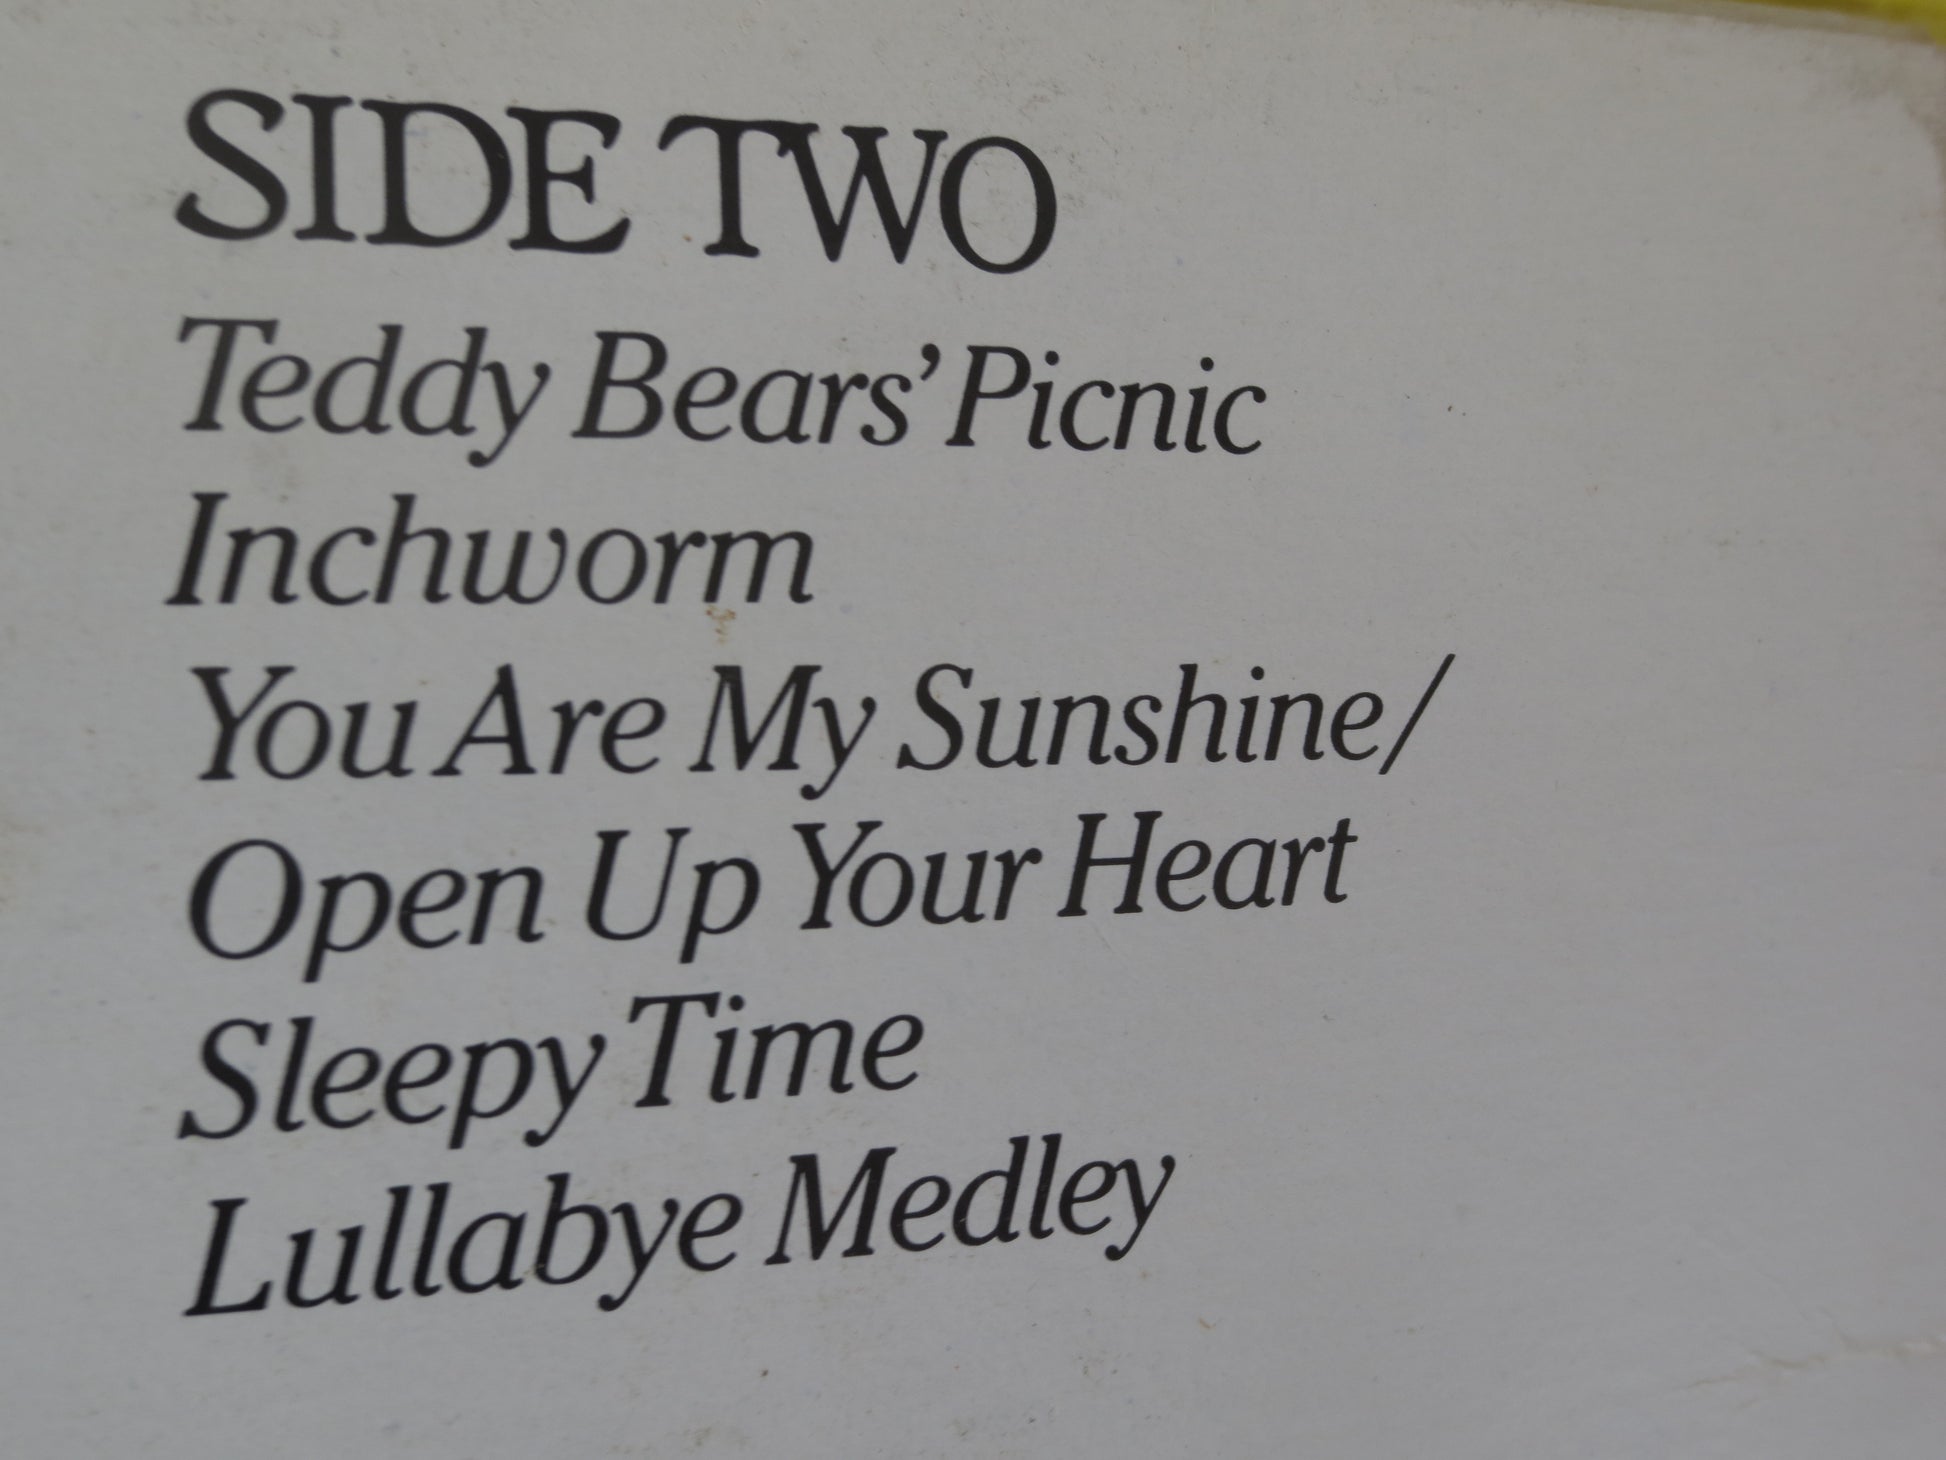 SIDE TWO
Teddy Bears' Picnic
Inchworm
You Are My Sunshine/
Open Up Your Heart
Sleepy Time
Lullabye Medley